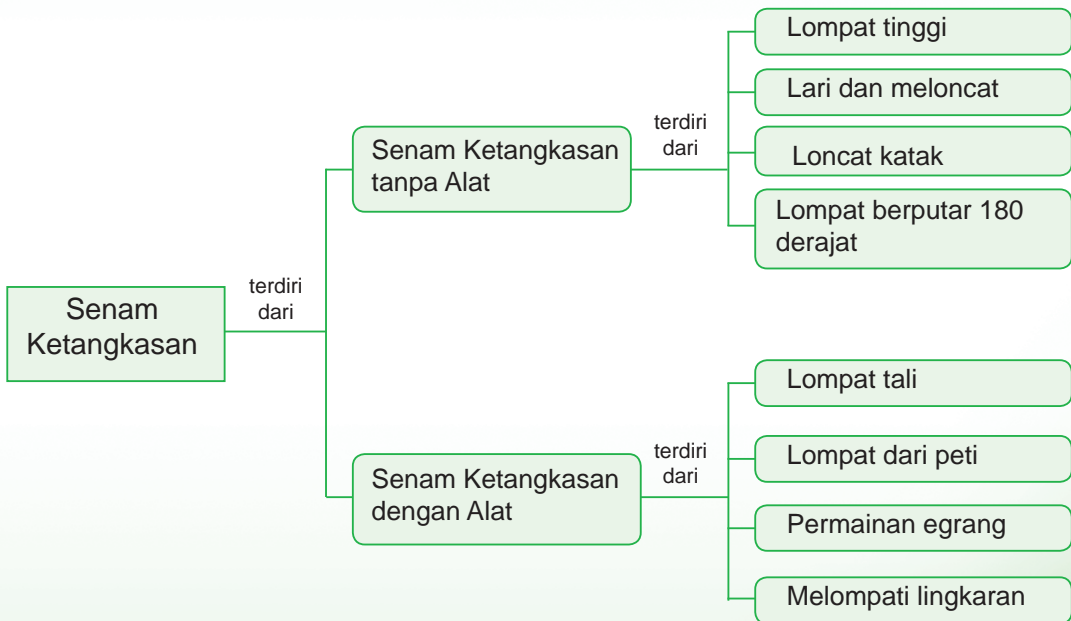 Senam
Ketangkasan
terdiri
dari
Senam Ketangkasan
tanpa Alat
terdiri
dari
Lompat tinggi
Lari dan meloncat
Loncat katak
Lompat berputar 180
derajat
Senam Ketangkasan
dengan Alat
terdiri
dari
Lompat tali
Lompat dari peti
Permainan egrang
Melompati lingkaran